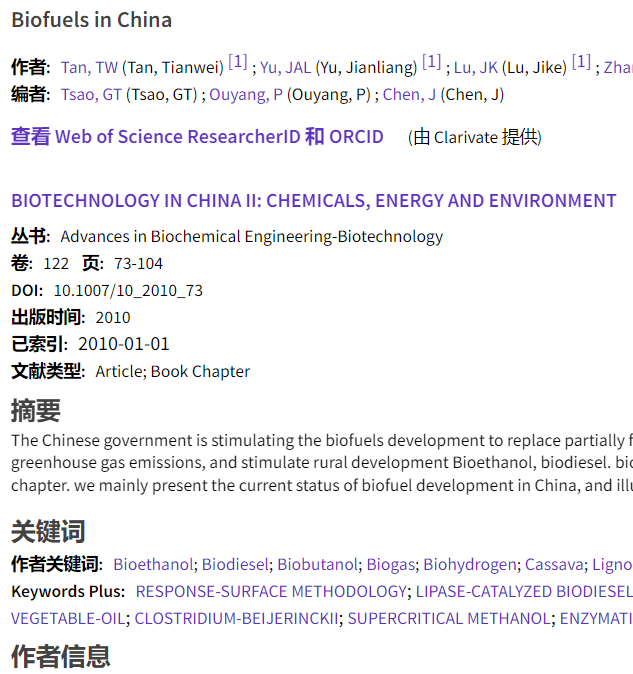 Biofuels in China
作者: Tan, TW (Tan, Tianwei) [1] ; Yu, JAL (Yu, Jianliang) [1] ; Lu, JK (Lu, Jike) [1] ;
编者: Tsao, GT (Tsao, GT) ; Ouyang, P (Ouyang, P) ; Chen, J (Chen, J)
查看 Web of Science ResearcherID 和 ORCID (由 Clarivate 提供)
BIOTECHNOLOGY IN CHINA II: CHEMICALS, ENERGY AND ENVIRONMENT
丛书: Advances in Biochemical Engineering-Biotechnology
卷: 122 页: 73-104
DOI: 10.1007/10_2010_73
出版时间: 2010
已索引: 2010-01-01
文献类型: Article; Book Chapter
摘要
The Chinese government is stimulating the biofuels development to replace partially
greenhouse gas emissions, and stimulate rural development Bioethanol, biodiesel.
chapter. we mainly present the current status of biofuel development in China, and
关键词
作者关键词: Bioethanol; Biodiesel; Biobutanol; Biogas; Biohydrogen; Cassava;
Keywords Plus: RESPONSE-SURFACE METHODOLOGY; LIPASE-CATALYZED BIODIESEL
VEGETABLE-OIL; CLOSTRIDIUM-BEIJERINCKII; SUPERCRITICAL METHANOL;
作者信息